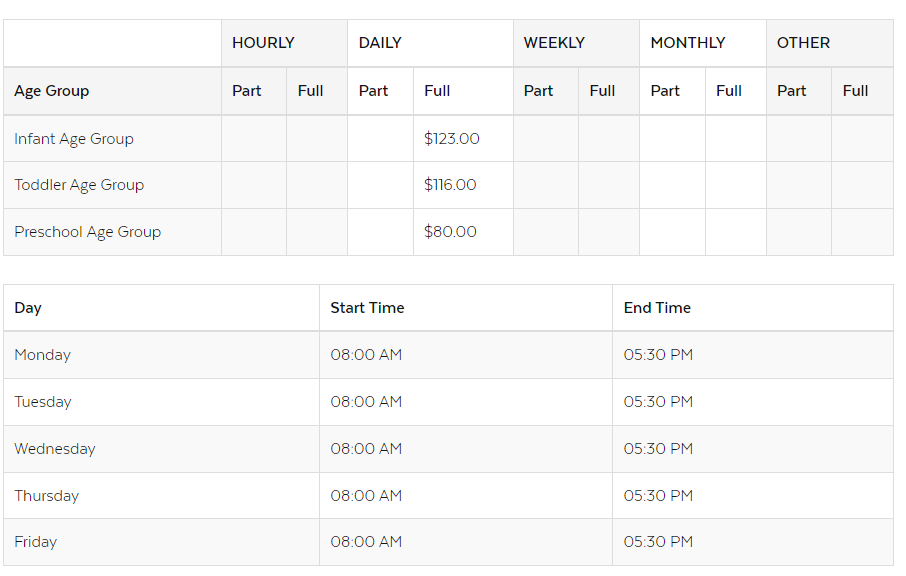 HOURLY DAILY WEEKLY MONTHLY OTHER
Age Group Part Full Part Full Part Full Part Full Part Full
Infant Age Group $123.00
Toddler Age Group $116.00
Preschool Age Group $80.00
Day Start Time End Time
Monday 08:00 AM 05:30 PM
Tuesday 08:00 AM 05:30 PM
Wednesday 08:00 AM 05:30 PM
Thursday 08:00 AM 05:30 PM
Friday 08:00 AM 05:30 PM